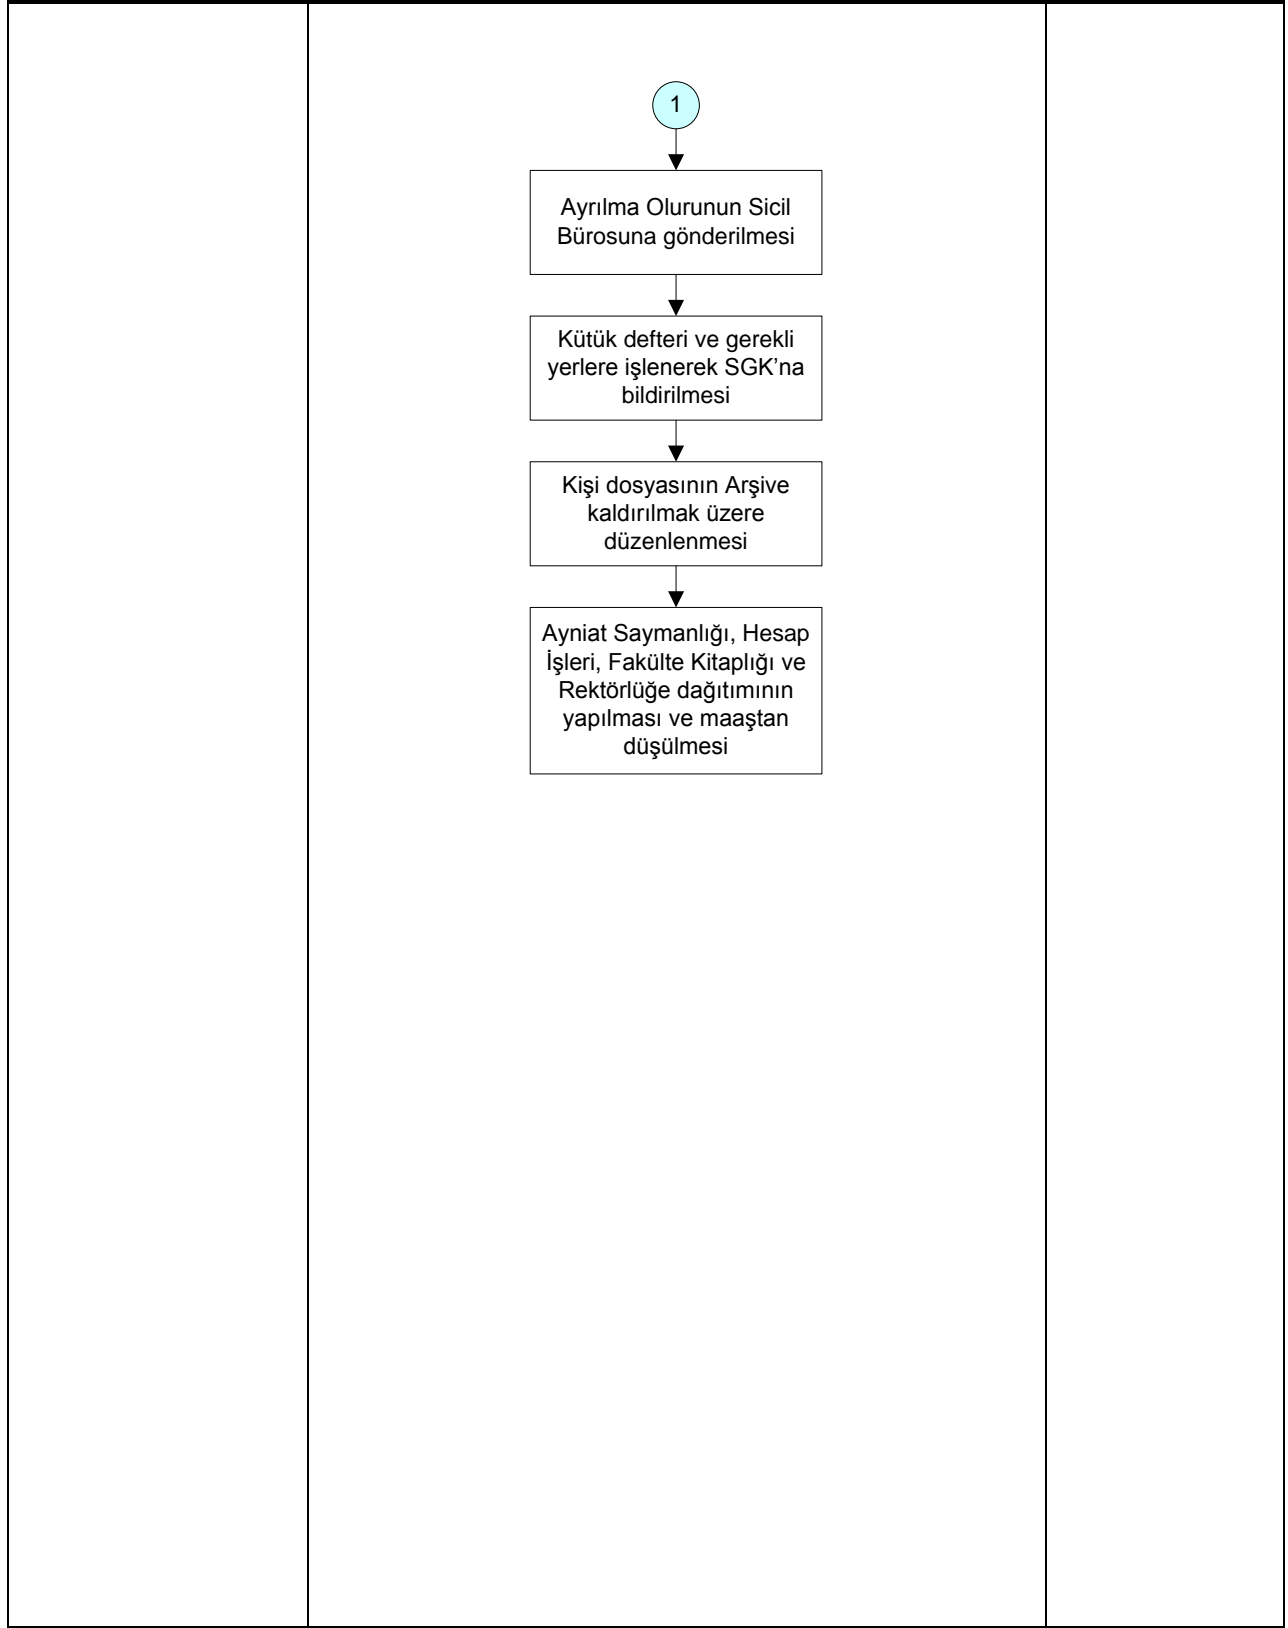 1
Ayrılma Olurunun Sicil
Bürosuna gönderilmesi
Kütük defteri ve gerekli
yerlere işlenerek SGK’na
bildirilmesi
Kişi dosyasının Arşive
kaldırılmak üzere
düzenlenmesi
Ayniat Saymanlığı, Hesap
İşleri, Fakülte Kitaplığı ve
Rektörlüğe dağıtımının
yapılması ve maaştan
düşülmesi